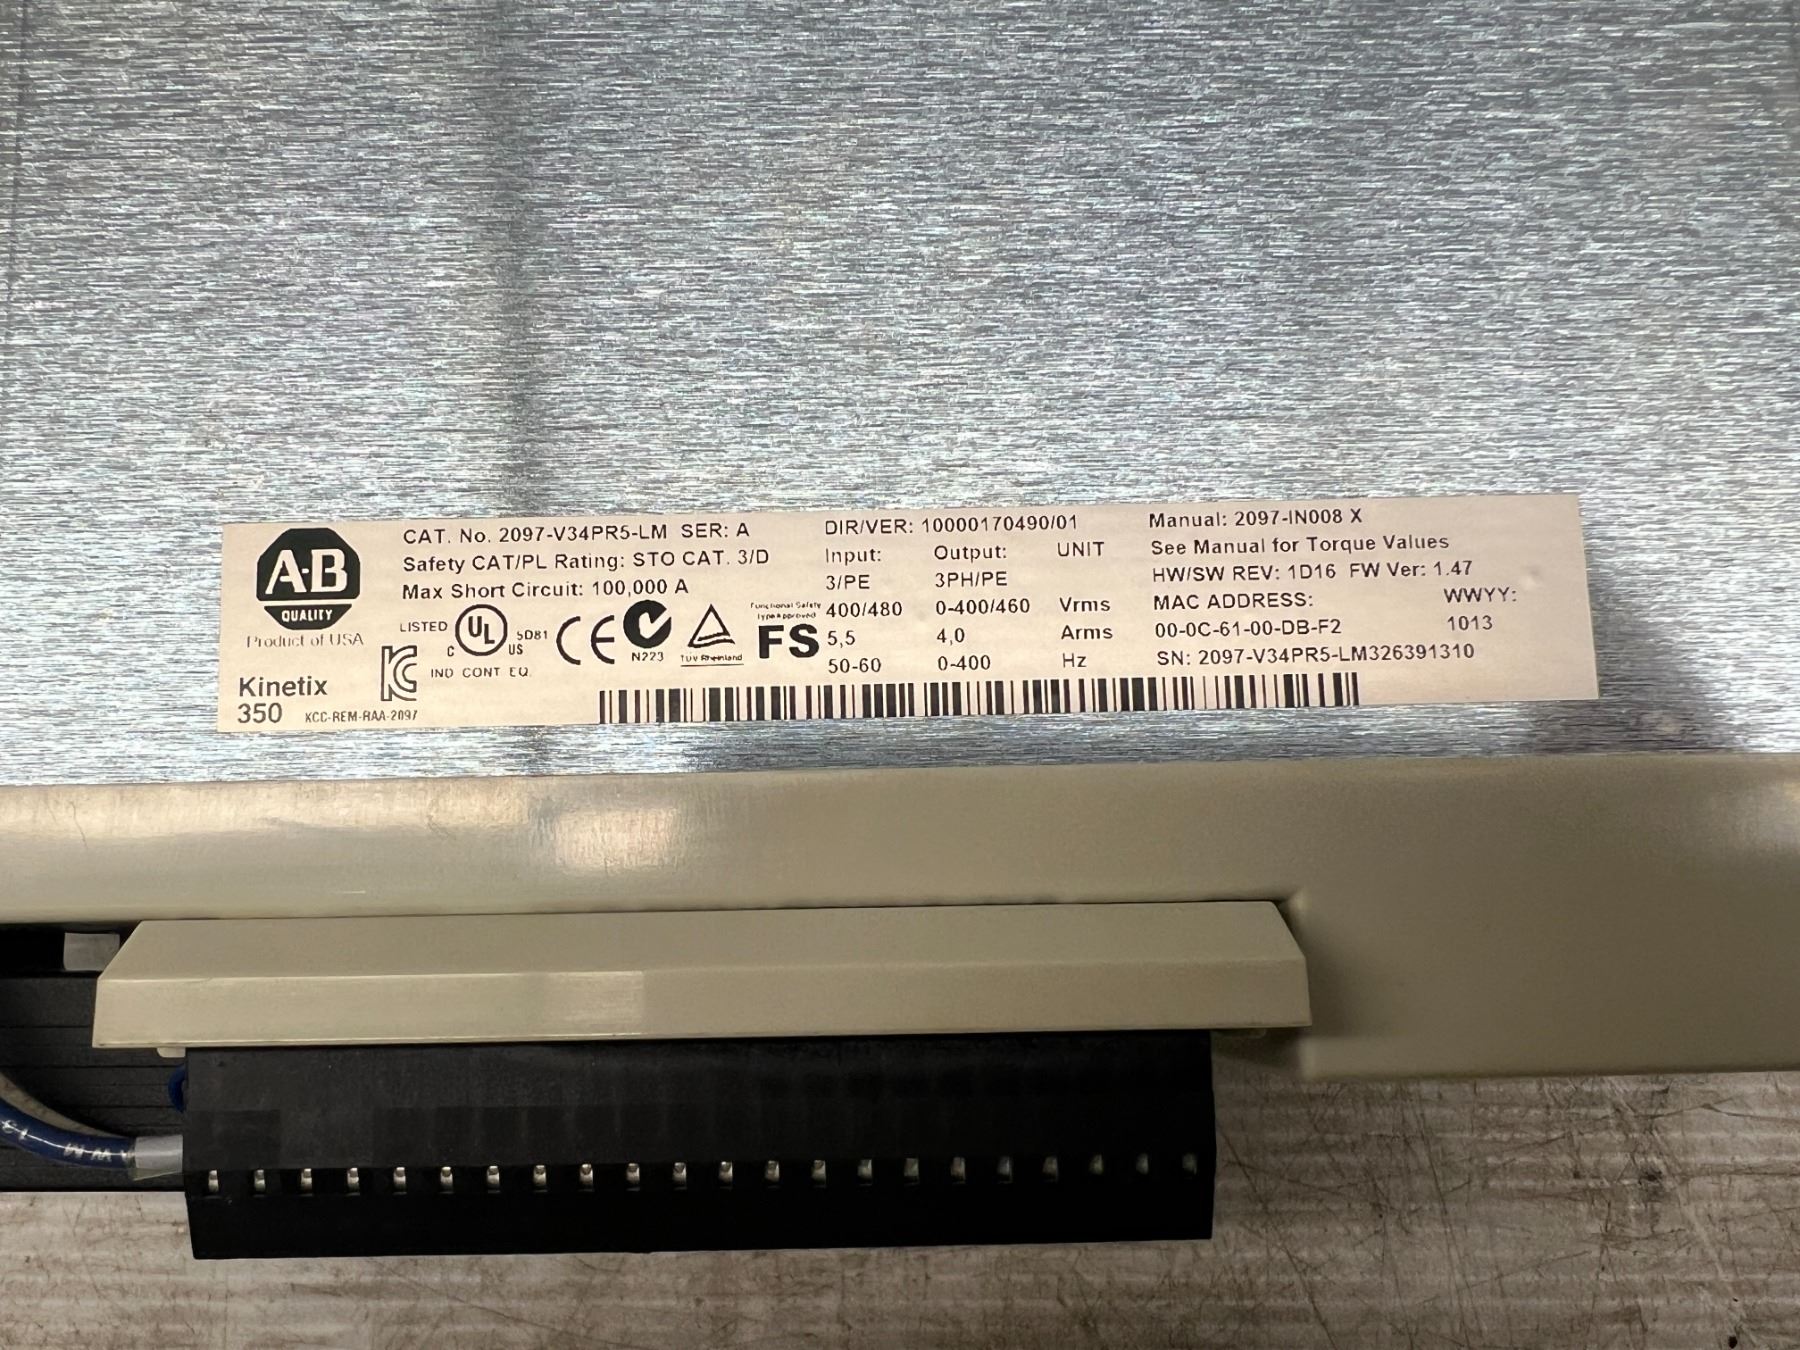 A-B
QUALITY
Product of USA
Kinetix
350
KCC-REM-RAA-2097
CAT. No. 2097-V34PR5-LM SER: A
Safety CAT/PL Rating: STO CAT. 3/D
Max Short Circuit: 100,000 A
LISTED
C UL US
5D81
IND CONT EQ.
CE
N223
TÜV Rheinland
Functional Safety
Type approved
FS
DIR/VER: 10000170490/01
Input: Output: UNIT
3/PE 3PH/PE
400/480 0-400/460 Vrms
5,5 4,0 Arms
50-60 0-400 Hz
Manual: 2097-IN008 X
See Manual for Torque Values
HW/SW REV: 1D16 FW Ver: 1.47
MAC ADDRESS: WWYY:
00-0C-61-00-DB-F2 1013
SN: 2097-V34PR5-LM326391310